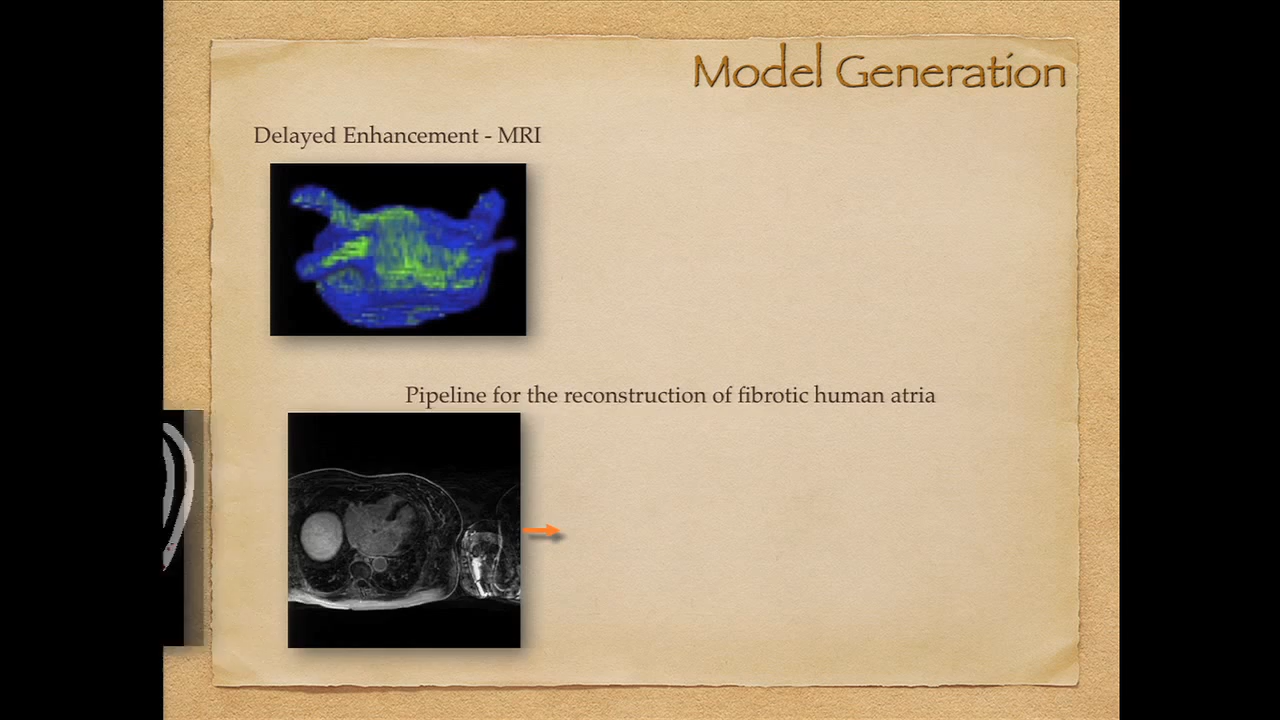 Model Generation
Delayed Enhancement - MRI
Pipeline for the reconstruction of fibrotic human atria